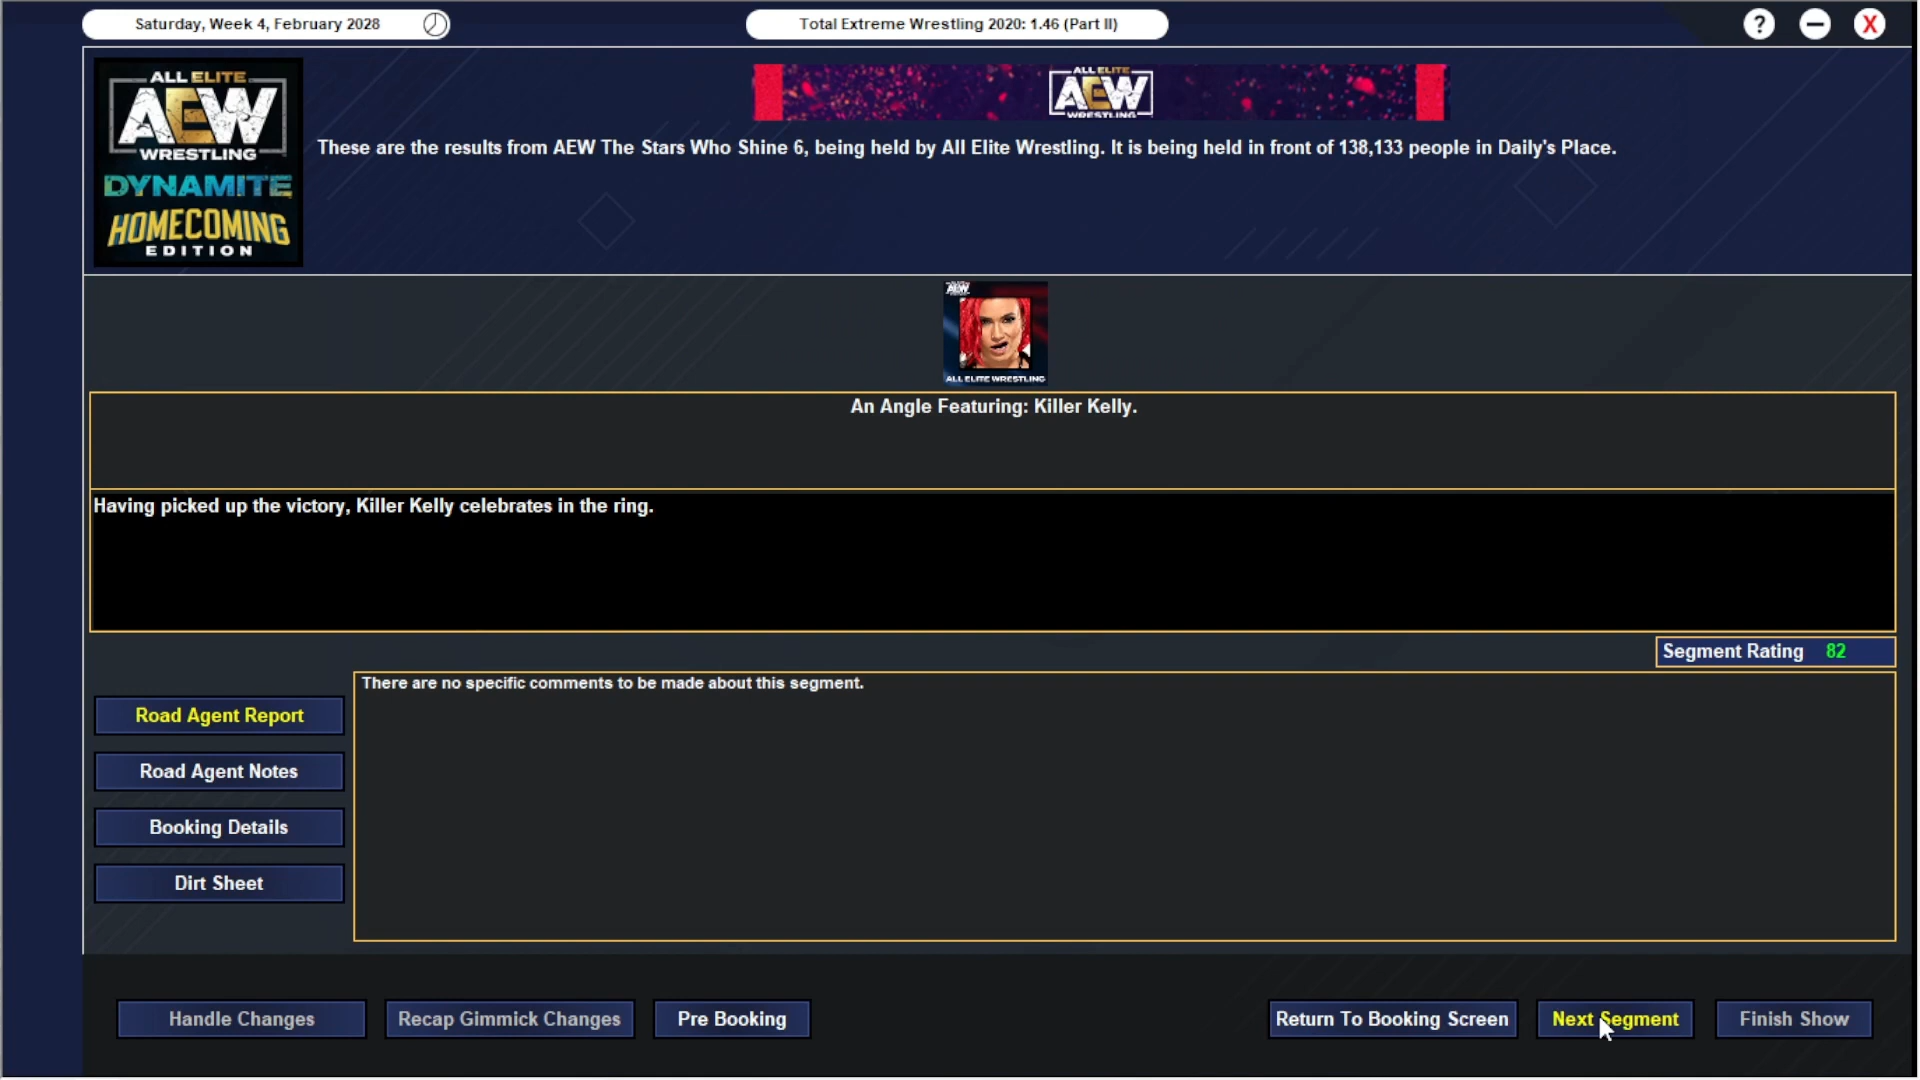 Saturday, Week 4, February 2028
Total Extreme Wrestling 2020: 1.46 (Part II)
?
X
ALL ELITE
AEW
WRESTLING
DYNAMITE
HOMECOMING
EDITION
ALL ELITE
AEW
WRESTLING
These are the results from AEW The Stars Who Shine 6, being held by All Elite Wrestling. It is being held in front of 138,133 people in Daily's Place.
AEW
ALL ELITE WRESTLING
An Angle Featuring: Killer Kelly.
Having picked up the victory, Killer Kelly celebrates in the ring.
Segment Rating 82
There are no specific comments to be made about this segment.
Road Agent Report
Road Agent Notes
Booking Details
Dirt Sheet
Handle Changes
Recap Gimmick Changes
Pre Booking
Return To Booking Screen
Next Segment
Finish Show